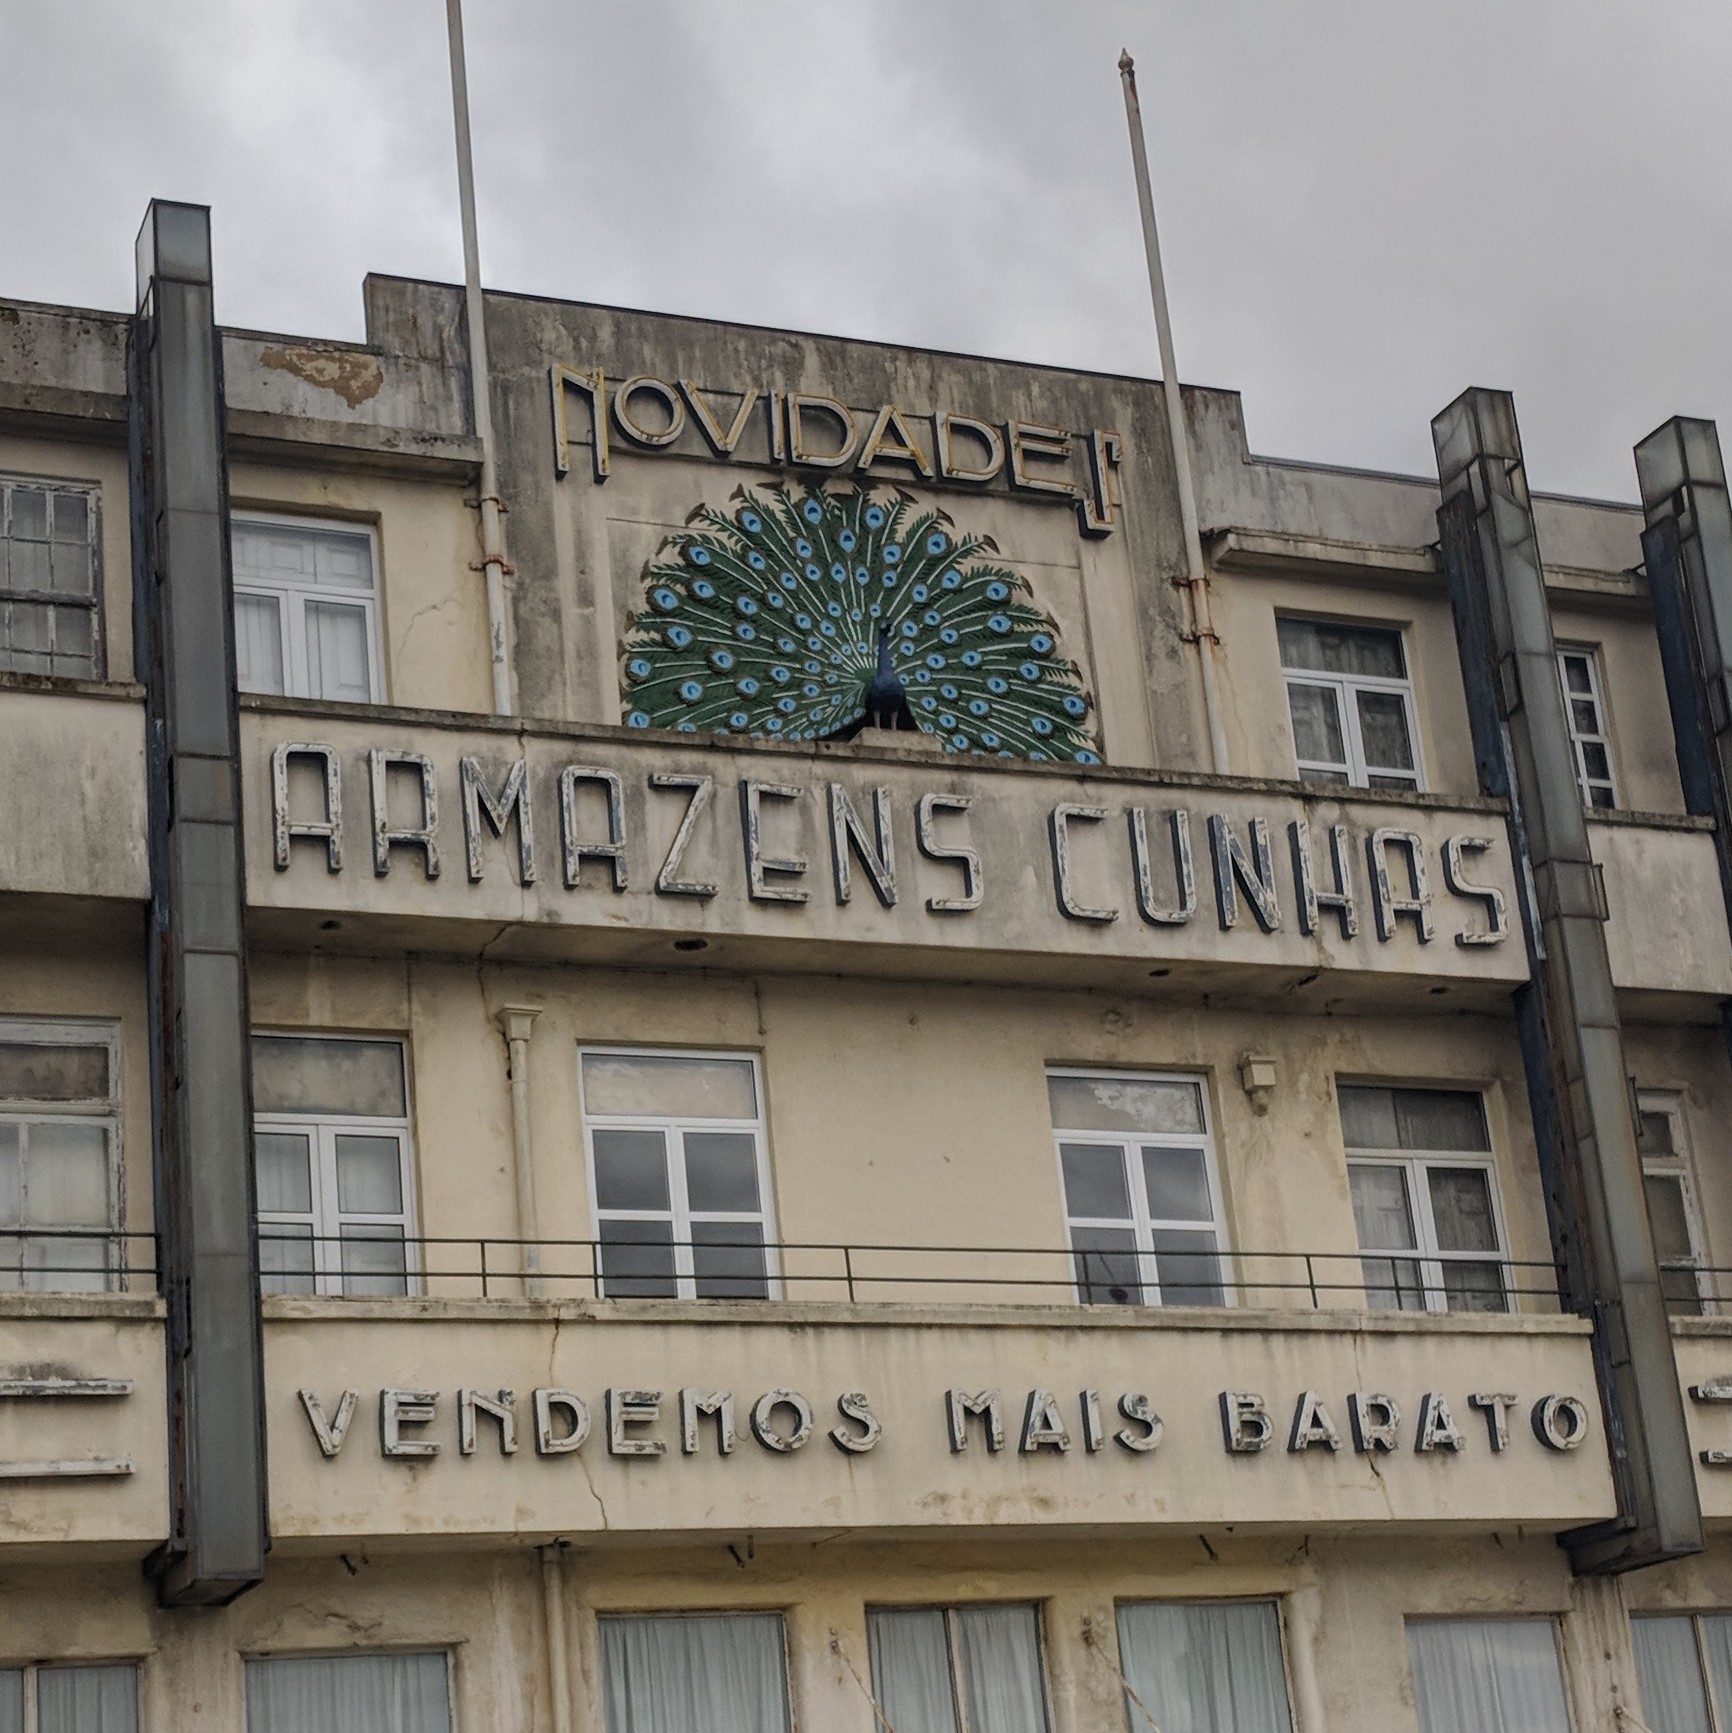 NOVIDADES
ARMAZENS CUNHAS
VENDEMOS MAIS BARATO